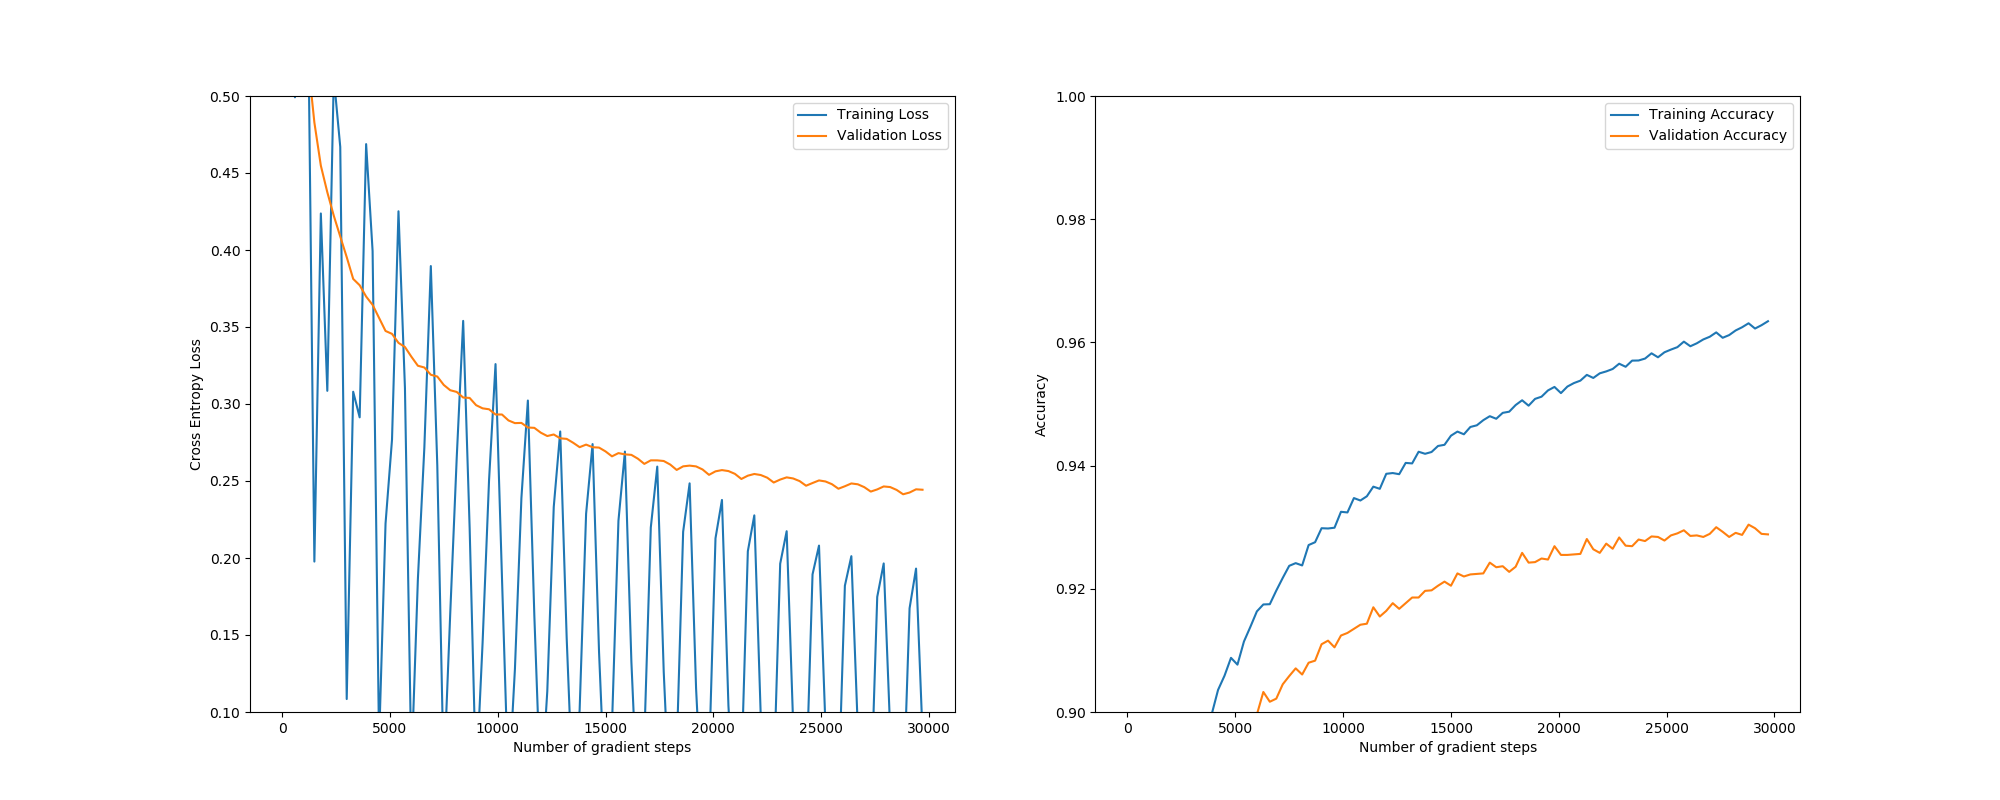 Training Loss
Validation Loss
0.50
0.45
0.40
0.35
0.30
0.25
0.20
0.15
0.10
Cross Entropy Loss
0 5000 10000 15000 20000 25000 30000
Number of gradient steps
Training Accuracy
Validation Accuracy
1.00
0.98
0.96
0.94
0.92
0.90
Accuracy
0 5000 10000 15000 20000 25000 30000
Number of gradient steps